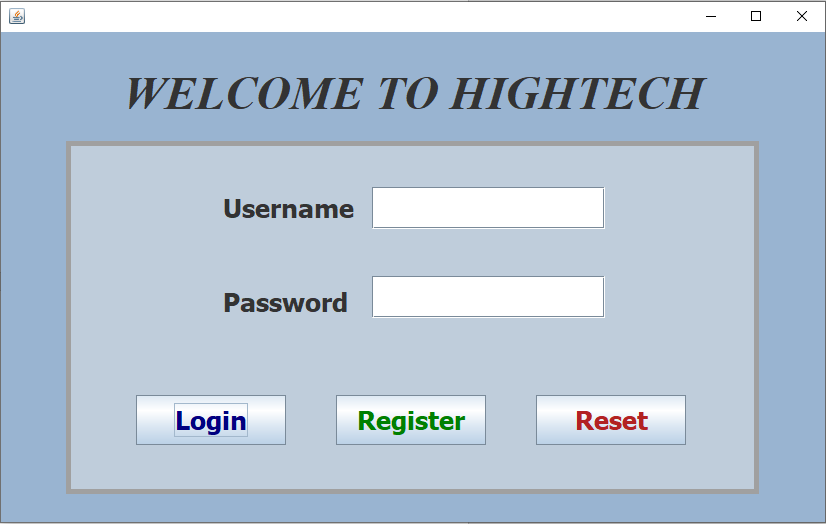 WELCOME TO HIGHTECH
Username
Password
Login Register Reset